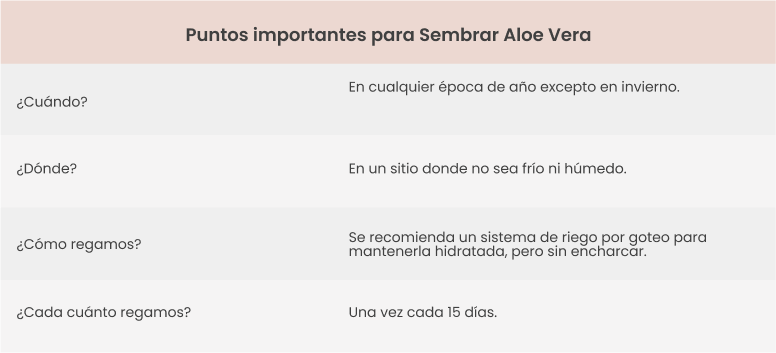 Puntos importantes para Sembrar Aloe Vera
¿Cuándo?
En cualquier época de año excepto en invierno.
¿Dónde?
En un sitio donde no sea frío ni húmedo.
¿Cómo regamos?
Se recomienda un sistema de riego por goteo para
mantenerla hidratada, pero sin encharcar.
¿Cada cuánto regamos?
Una vez cada 15 días.